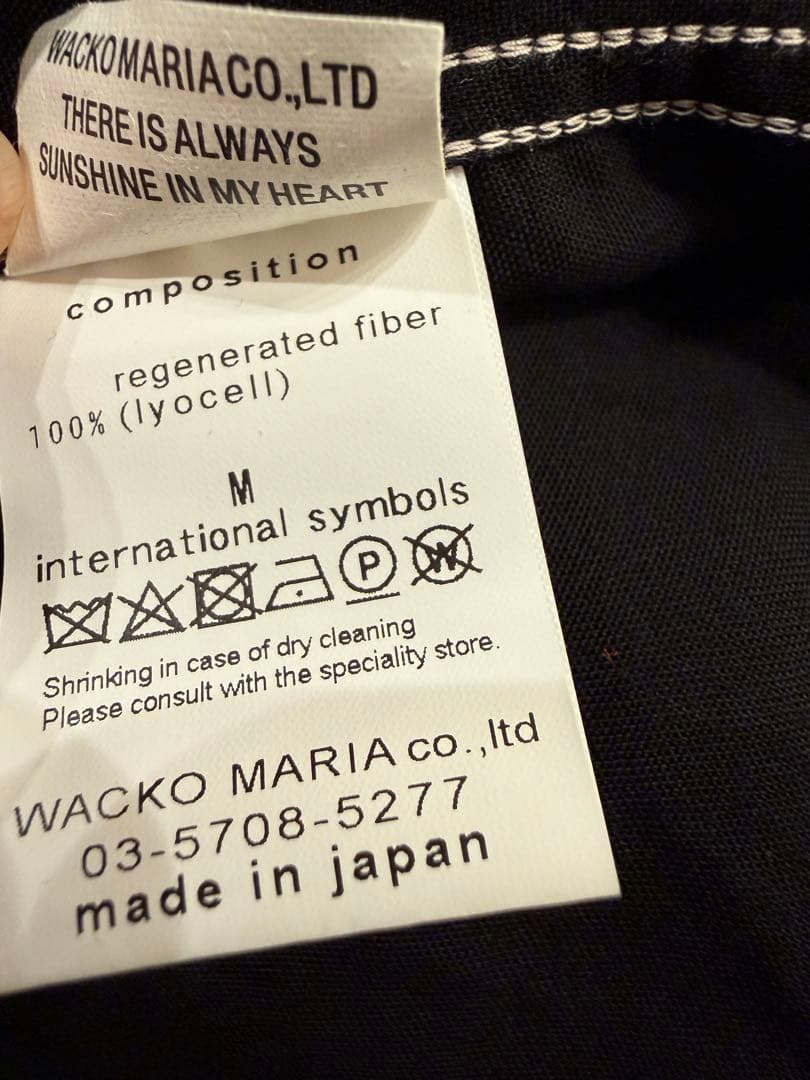 WACKOMARIA CO.,LTD
THERE IS ALWAYS
SUNSHINE IN MY HEART
composition
regenerated fiber
100% (lyocell)
M
international symbols
P W
Shrinking in case of dry cleaning
Please consult with the speciality store.
WACKO MARIA co.,ltd
03-5708-5277
made in japan